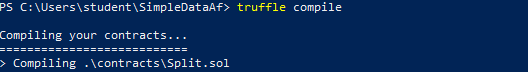 PS C:\Users\student\SimpleDataAf> truffle compile
Compiling your contracts...
===========================
> Compiling .\contracts\Split.sol